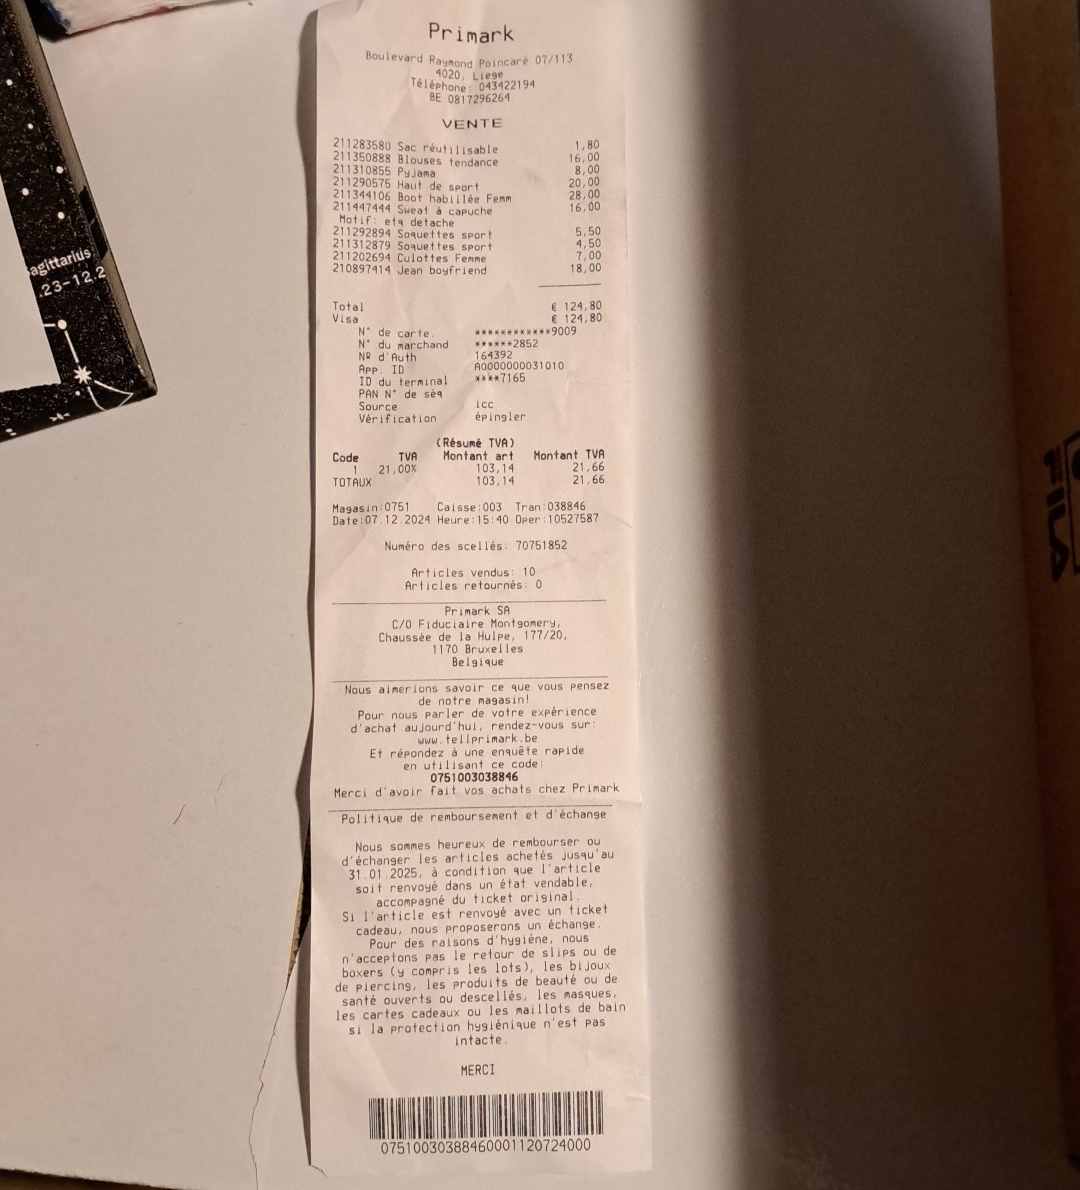 Primark
Boulevard Raymond Poincaré 07/113
4020, Liege
Téléphone: 043422194
BE 0817296264
VENTE
211283580 Sac réutilisable 1,80
211350888 Blouses tendance 16,00
211310855 Pyjama 8,00
211290575 Haut de sport 20,00
211344106 Boot habillée Femm 28,00
211447444 Sweat à capuche 16,00
Motif: etq detache
211292894 Soquettes sport 5,50
211312879 Soquettes sport 4,50
211202694 Culottes Femme 7,00
210897414 Jean boyfriend 18,00
Total € 124,80
Visa € 124,80
N° de carte. ************9009
N° du marchand ******2852
Nº d'Auth 164392
App. ID A0000000031010
ID du terminal ****7165
PAN N° de séq
Source icc
Vérification épingler
(Résumé TVA)
Code TVA Montant art Montant TVA
1 21,00% 103,14 21,66
TOTAUX 103,14 21,66
Magasin:0751 Caisse:003 Tran:038846
Date:07.12.2024 Heure:15:40 Oper:10527587
Numéro des scellés: 70751852
Articles vendus: 10
Articles retournés: 0
Primark SA
C/O Fiduciaire Montgomery,
Chaussée de la Hulpe, 177/20,
1170 Bruxelles
Belgique
Nous aimerions savoir ce que vous pensez
de notre magasin!
Pour nous parler de votre expérience
d'achat aujourd'hui, rendez-vous sur:
www.tellprimark.be
Et répondez à une enquête rapide
en utilisant ce code:
0751003038846
Merci d'avoir fait vos achats chez Primark
Politique de remboursement et d'échange
Nous sommes heureux de rembourser ou
d'échanger les articles achetés jusqu'au
31.01.2025, à condition que l'article
soit renvoyé dans un état vendable,
accompagné du ticket original.
Si l'article est renvoyé avec un ticket
cadeau, nous proposerons un échange.
Pour des raisons d'hygiène, nous
n'acceptons pas le retour de slips ou de
boxers (y compris les lots), les bijoux
de piercing, les produits de beauté ou de
santé ouverts ou descellés, les masques,
les cartes cadeaux ou les maillots de bain
si la protection hygiénique n'est pas
intacte.
MERCI
075100303884600011207240​00
agittarius
.23-12.2
FILA